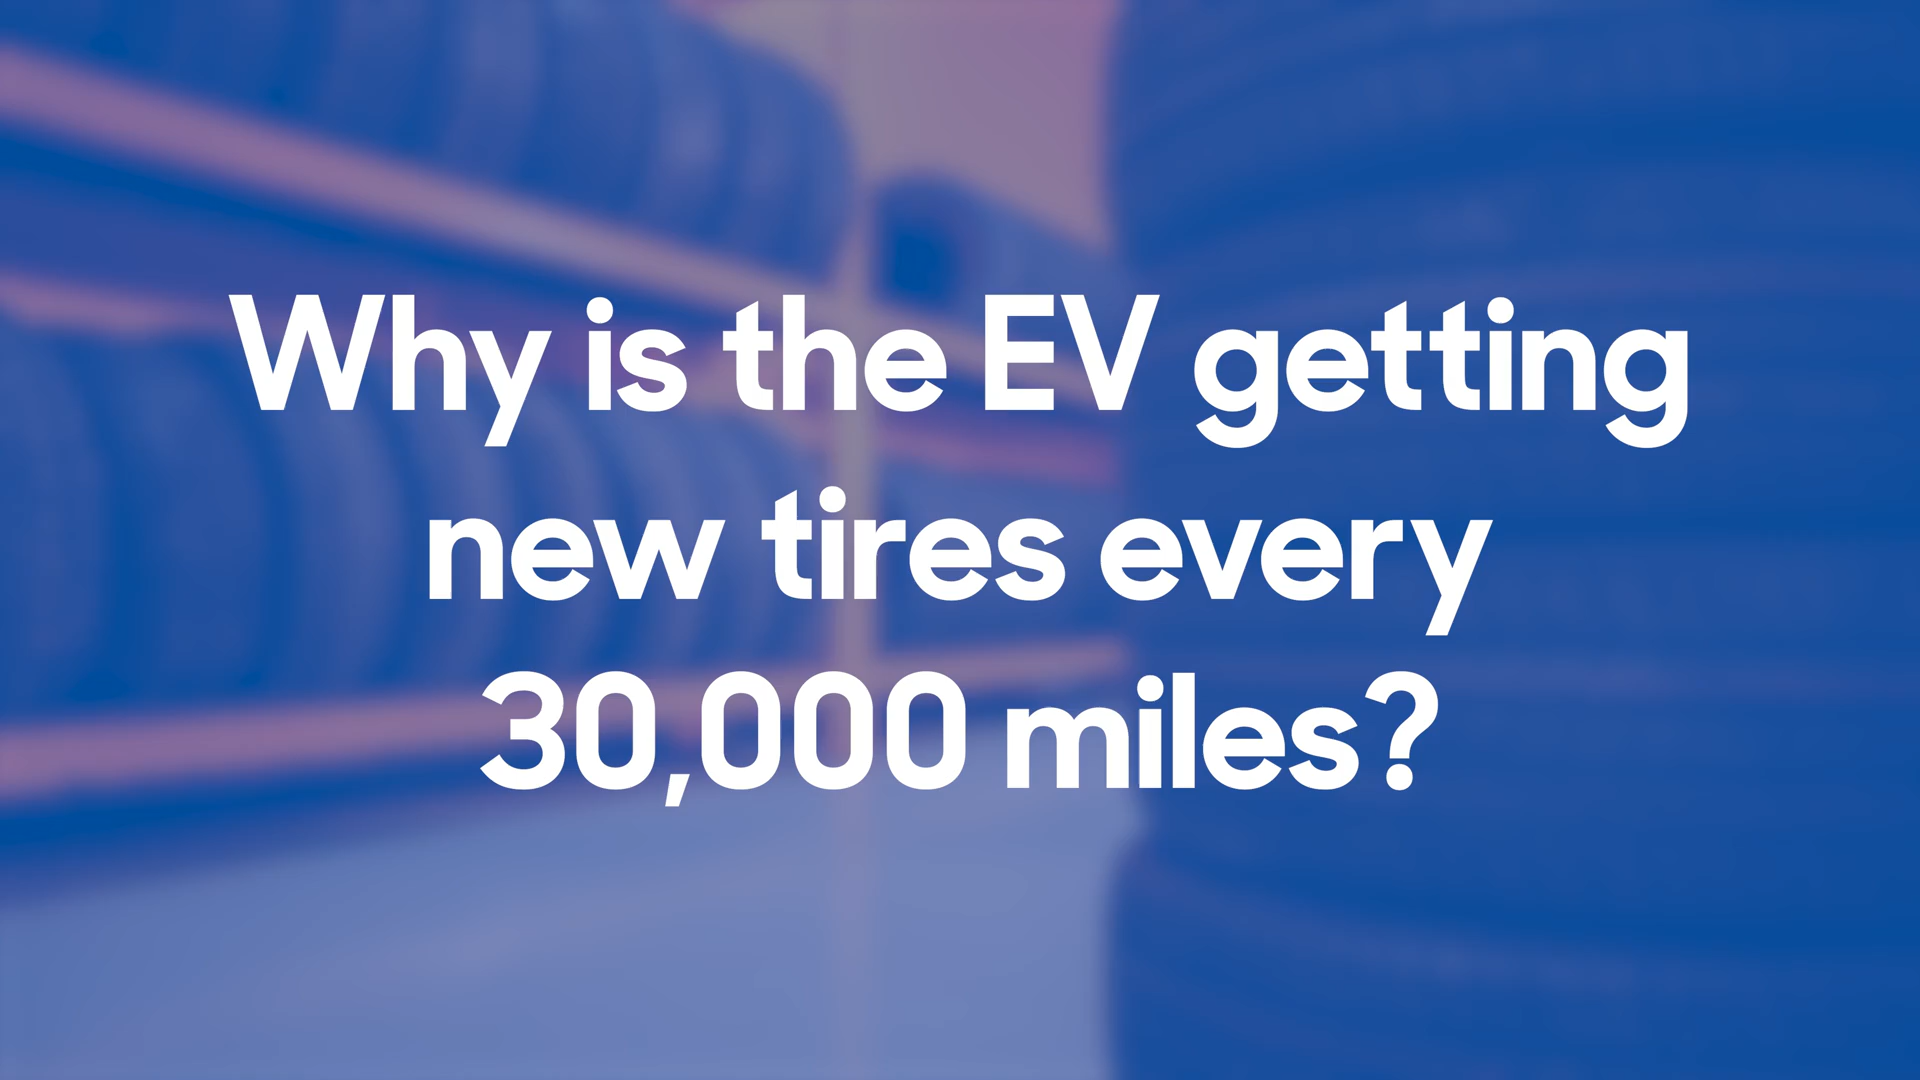 Why is the EV getting
new tires every
30,000 miles?